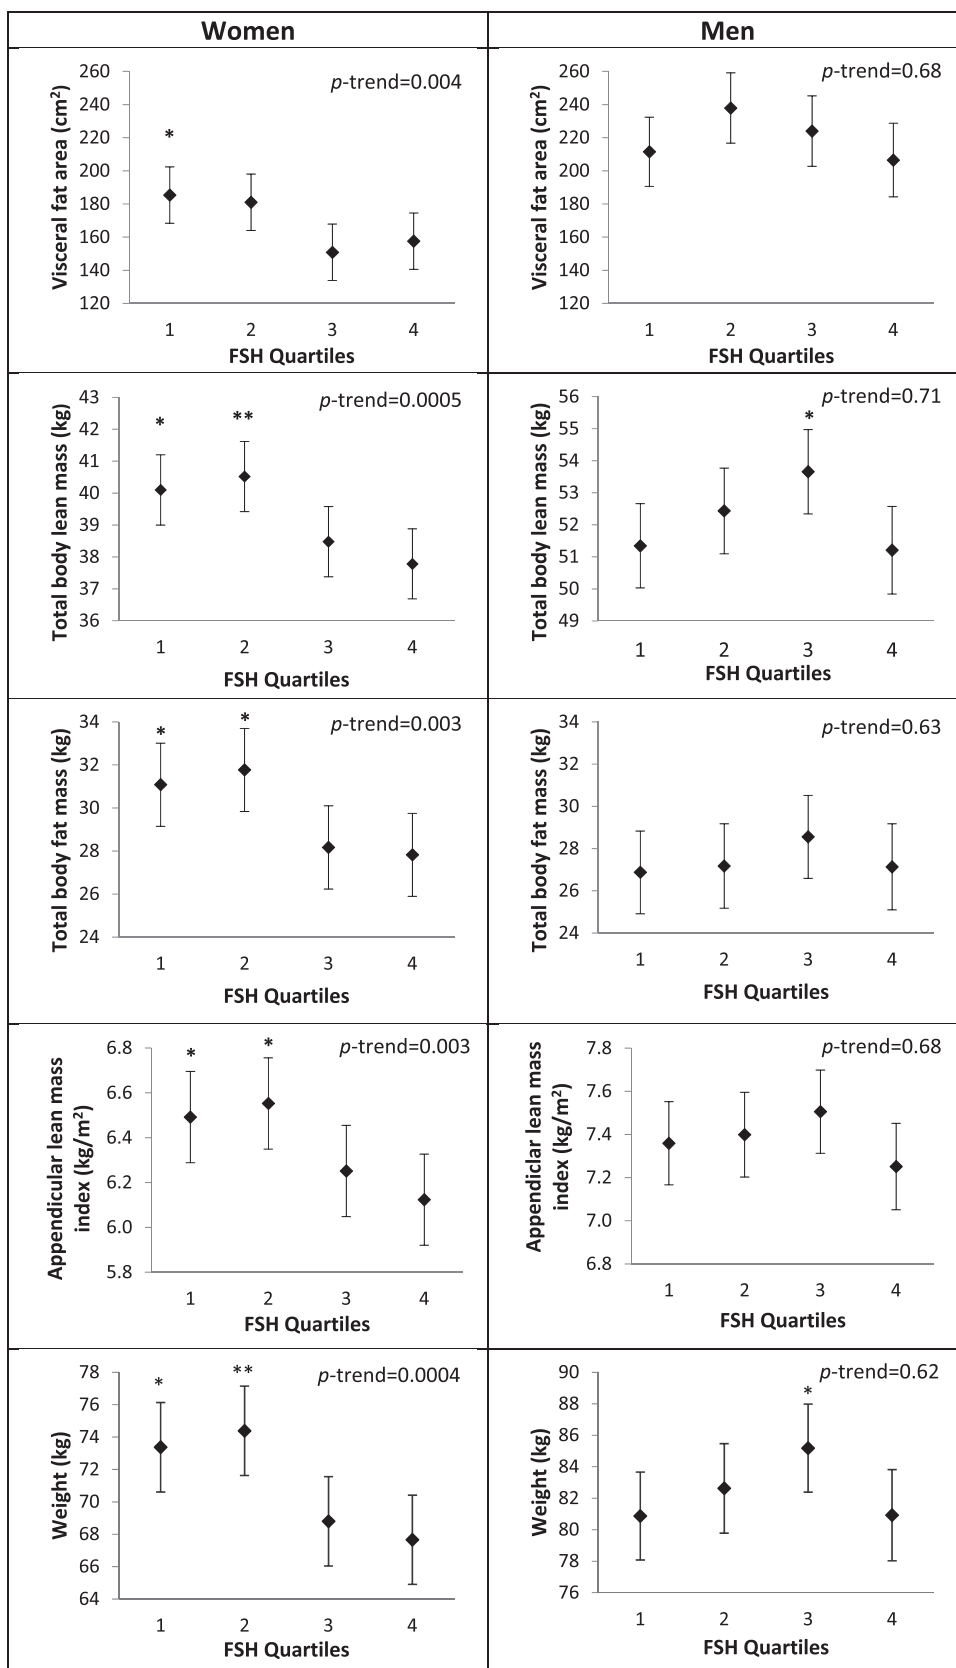 Women
Men
p-trend=0.004
Visceral fat area (cm²)
260
240
220
200
180
160
140
120
*
1 2 3 4
FSH Quartiles
p-trend=0.68
Visceral fat area (cm²)
260
240
220
200
180
160
140
120
1 2 3 4
FSH Quartiles
p-trend=0.0005
Total body lean mass (kg)
43
42
41
40
39
38
37
36
* **
1 2 3 4
FSH Quartiles
p-trend=0.71
Total body lean mass (kg)
56
55
54
53
52
51
50
49
*
1 2 3 4
FSH Quartiles
p-trend=0.003
Total body fat mass (kg)
34
32
30
28
26
24
* *
1 2 3 4
FSH Quartiles
p-trend=0.63
Total body fat mass (kg)
34
32
30
28
26
24
1 2 3 4
FSH Quartiles
p-trend=0.003
Appendicular lean mass
index (kg/m²)
6.8
6.6
6.4
6.2
6.0
5.8
* *
1 2 3 4
FSH Quartiles
p-trend=0.68
Appendiclar lean mass
index (kg/m²)
7.8
7.6
7.4
7.2
7.0
6.8
1 2 3 4
FSH Quartiles
p-trend=0.0004
Weight (kg)
78
76
74
72
70
68
66
64
* **
1 2 3 4
FSH Quartiles
p-trend=0.62
Weight (kg)
90
88
86
84
82
80
78
76
*
1 2 3 4
FSH Quartiles